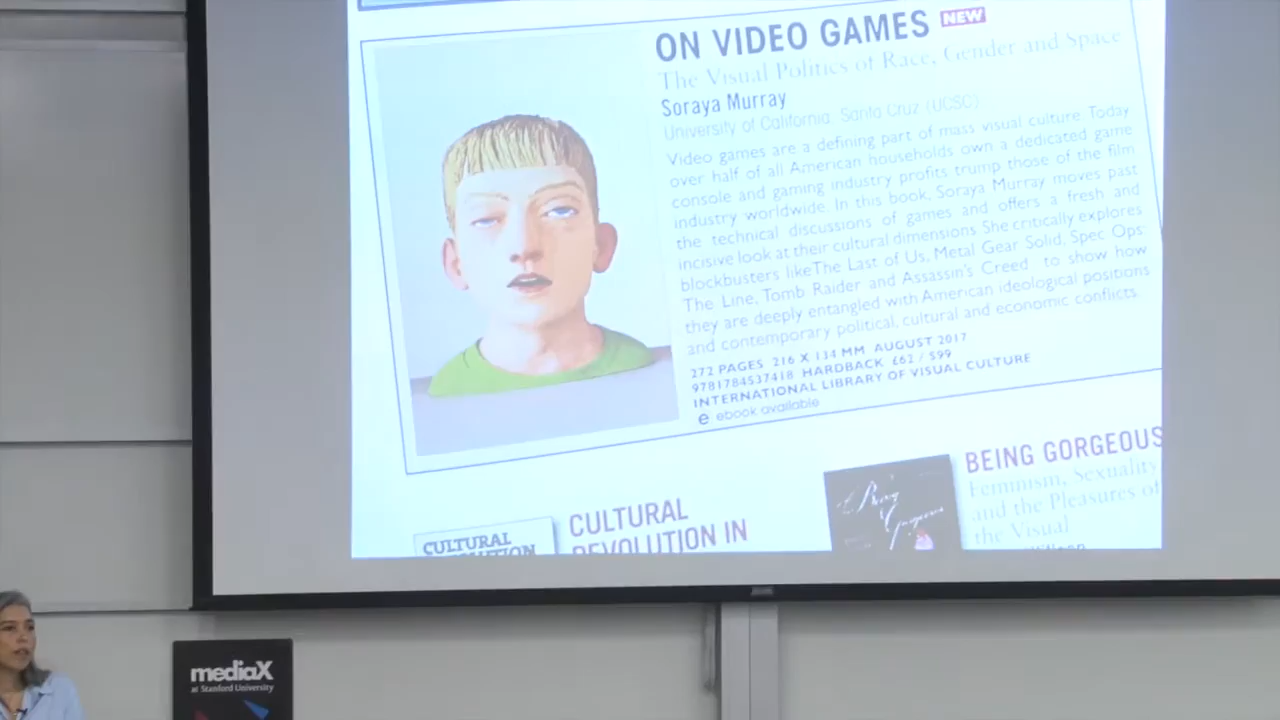 ON VIDEO GAMES NEW
The Visual Politics of Race, Gender and Space
Soraya Murray
University of California, Santa Cruz (UCSC)
Video games are a defining part of mass visual culture. Today
over half of all American households own a dedicated game
console and gaming industry profits trump those of the film
industry worldwide. In this book, Soraya Murray moves past
the technical discussions of games and offers a fresh and
incisive look at their cultural dimensions She critically explores
blockbusters likeThe Last of Us, Metal Gear Solid, Spec Ops:
The Line, Tomb Raider and Assassin's Creed to show how
they are deeply entangled with American ideological positions
and contemporary political, cultural and economic conflicts.
272 PAGES 216 X 134 MM AUGUST 2017
9781784537418 HARDBACK £62 / $99
INTERNATIONAL LIBRARY OF VISUAL CULTURE
e ebook available
CULTURAL
CULTURAL
REVOLUTION IN
Being
Gorgeous
BEING GORGEOUS
Feminism, Sexuality
and the Pleasures of
the Visual
mediaX
at Stanford University